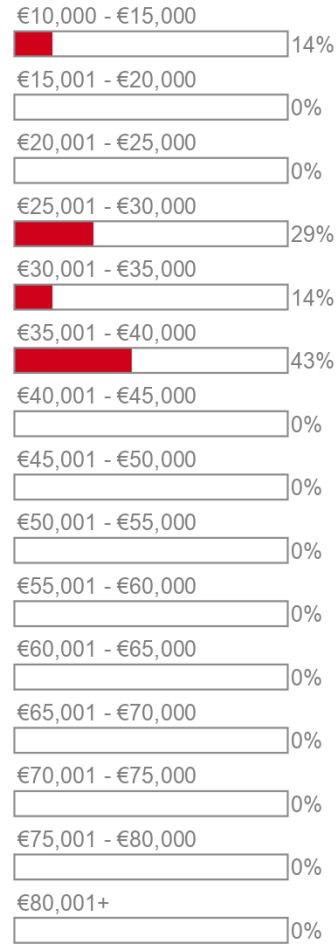 €10,000 - €15,000
14%
€15,001 - €20,000
0%
€20,001 - €25,000
0%
€25,001 - €30,000
29%
€30,001 - €35,000
14%
€35,001 - €40,000
43%
€40,001 - €45,000
0%
€45,001 - €50,000
0%
€50,001 - €55,000
0%
€55,001 - €60,000
0%
€60,001 - €65,000
0%
€65,001 - €70,000
0%
€70,001 - €75,000
0%
€75,001 - €80,000
0%
€80,001+
0%